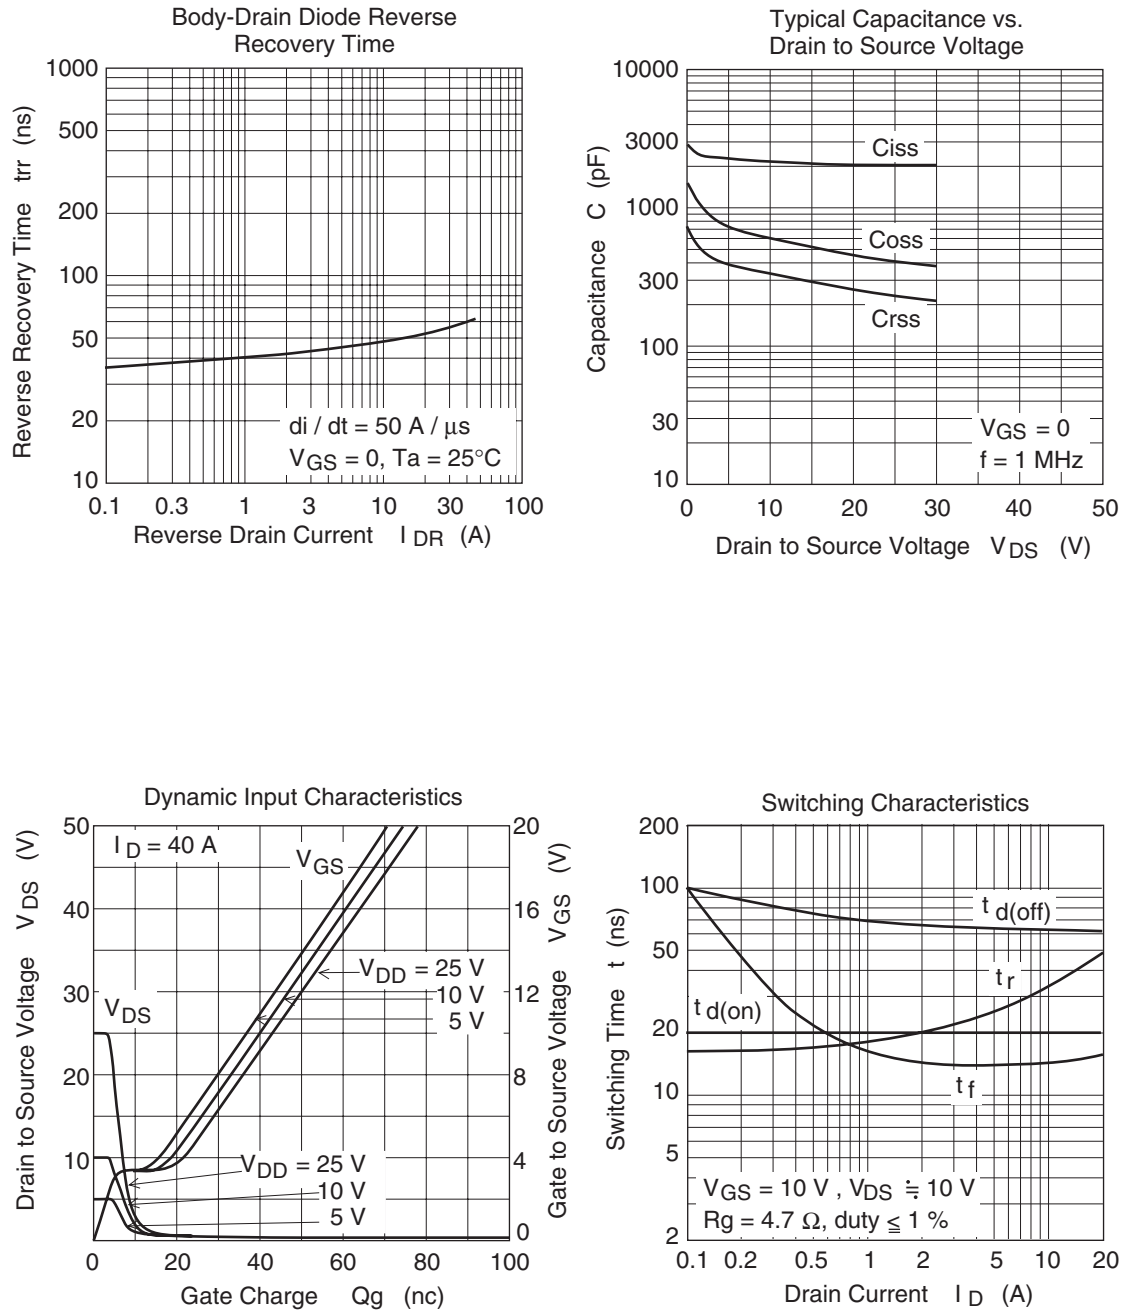 Body-Drain Diode Reverse
Recovery Time
Reverse Recovery Time trr (ns)
1000
500
200
100
50
20
10
di / dt = 50 A / μs
VGS = 0, Ta = 25°C
0.1 0.3 1 3 10 30 100
Reverse Drain Current I DR (A)
Typical Capacitance vs.
Drain to Source Voltage
Capacitance C (pF)
10000
3000
1000
300
100
30
10
Ciss
Coss
Crss
VGS = 0
f = 1 MHz
0 10 20 30 40 50
Drain to Source Voltage VDS (V)
Dynamic Input Characteristics
Drain to Source Voltage VDS (V)
50
40
30
20
10
0
I D = 40 A
VGS
VDD = 25 V
10 V
5 V
VDS
VDD = 25 V
10 V
5 V
20
16
12
8
4
0
Gate to Source Voltage VGS (V)
20 40 60 80 100
Gate Charge Qg (nc)
Switching Characteristics
Switching Time t (ns)
200
100
50
20
10
5
2
t d(off)
t r
t d(on)
t f
VGS = 10 V , VDS ≒ 10 V
Rg = 4.7 Ω, duty ≦ 1 %
0.1 0.2 0.5 1 2 5 10 20
Drain Current I D (A)